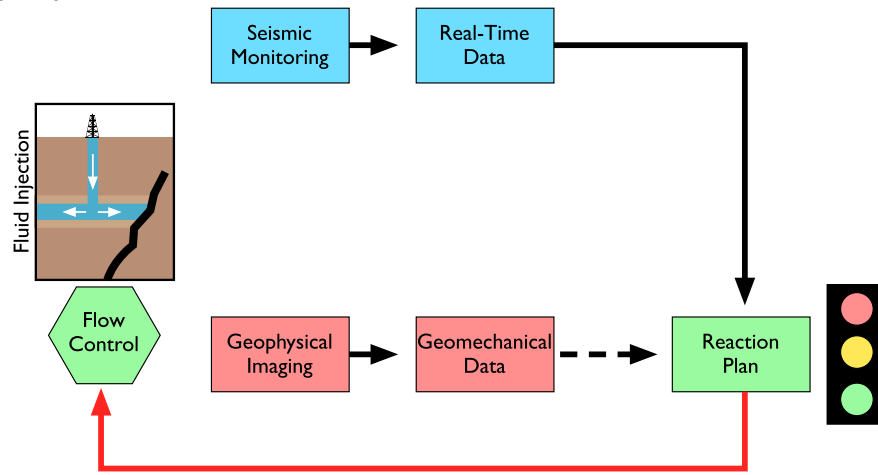 Seismic
Monitoring
Real-Time
Data
Fluid Injection
Flow
Control
Geophysical
Imaging
Geomechanical
Data
Reaction
Plan